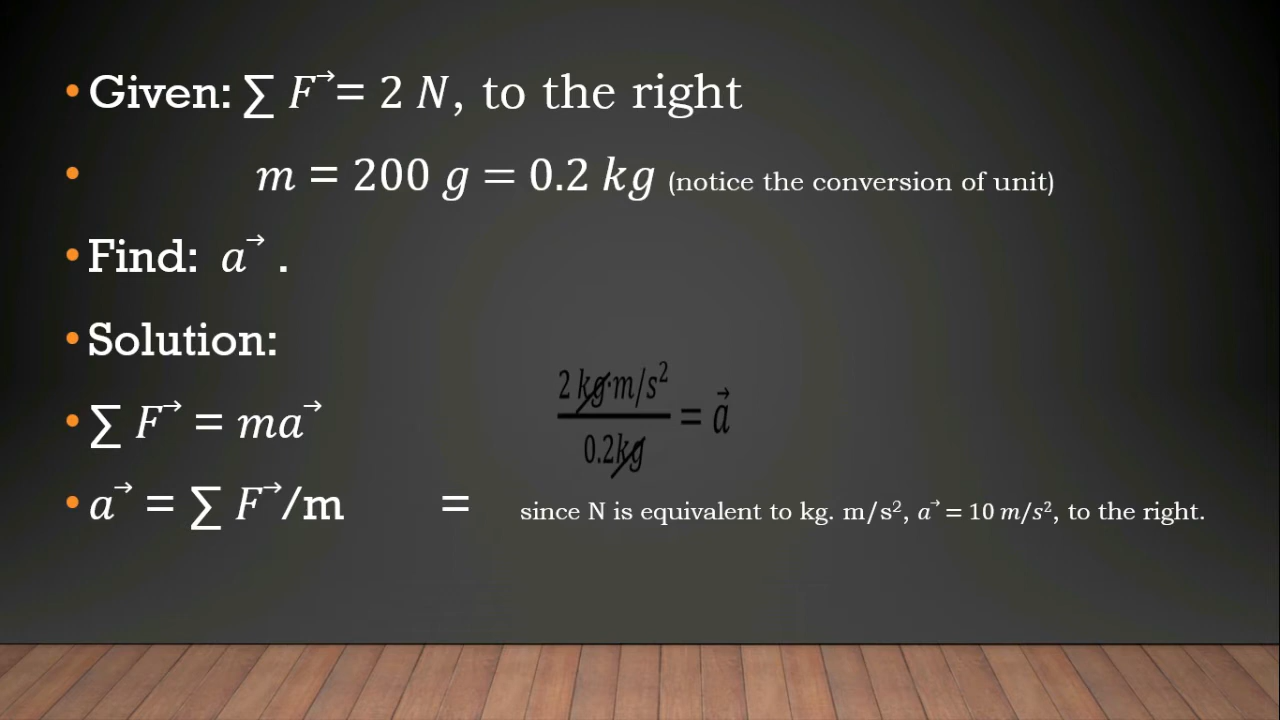 • Given: ∑ F→ = 2 N, to the right
• m = 200 g = 0.2 kg (notice the conversion of unit)
• Find: a→ .
• Solution:
• ∑ F→ = ma→
2 kg·m/s² / 0.2kg = a⃗
• a→ = ∑ F→/m = since N is equivalent to kg. m/s², a→ = 10 m/s², to the right.